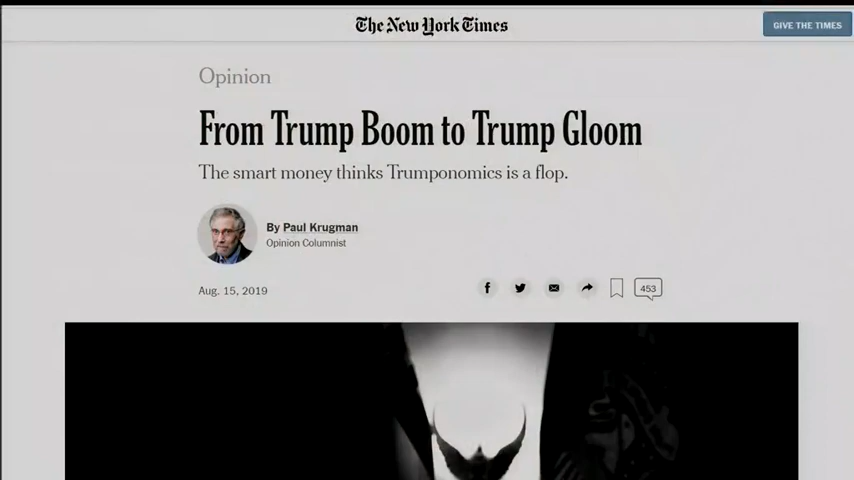 The New York Times
GIVE THE TIMES
Opinion
From Trump Boom to Trump Gloom
The smart money thinks Trumponomics is a flop.
By Paul Krugman
Opinion Columnist
Aug. 15, 2019
453